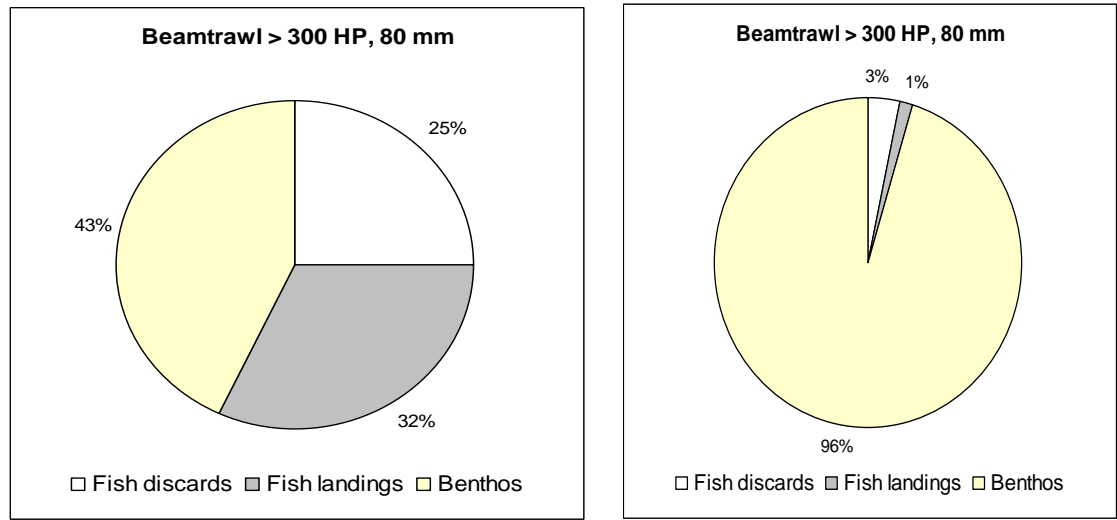 Beamtrawl > 300 HP, 80 mm
25%
43%
32%
Fish discards Fish landings Benthos
Beamtrawl > 300 HP, 80 mm
3% 1%
96%
Fish discards Fish landings Benthos